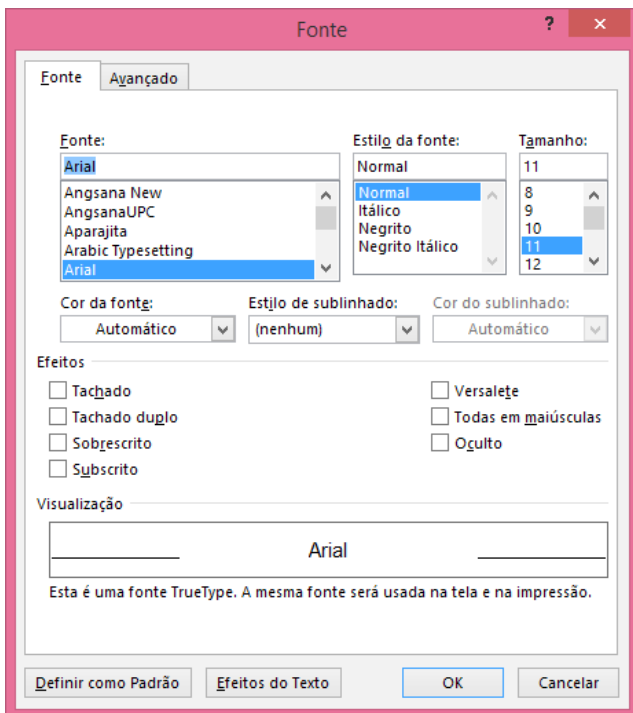 Fonte ? ×
Fonte Avançado
Fonte: Estilo da fonte: Tamanho:
Arial Normal 11
Angsana New Normal 8
AngsanaUPC Itálico 9
Aparajita Negrito 10
Arabic Typesetting Negrito Itálico 11
Arial 12
Cor da fonte: Estilo de sublinhado: Cor do sublinhado:
Automático (nenhum) Automático
Efeitos
Tachado Versalete
Tachado duplo Todas em maiúsculas
Sobrescrito Oculto
Subscrito
Visualização
Arial
Esta é uma fonte TrueType. A mesma fonte será usada na tela e na impressão.
Definir como Padrão Efeitos do Texto OK Cancelar